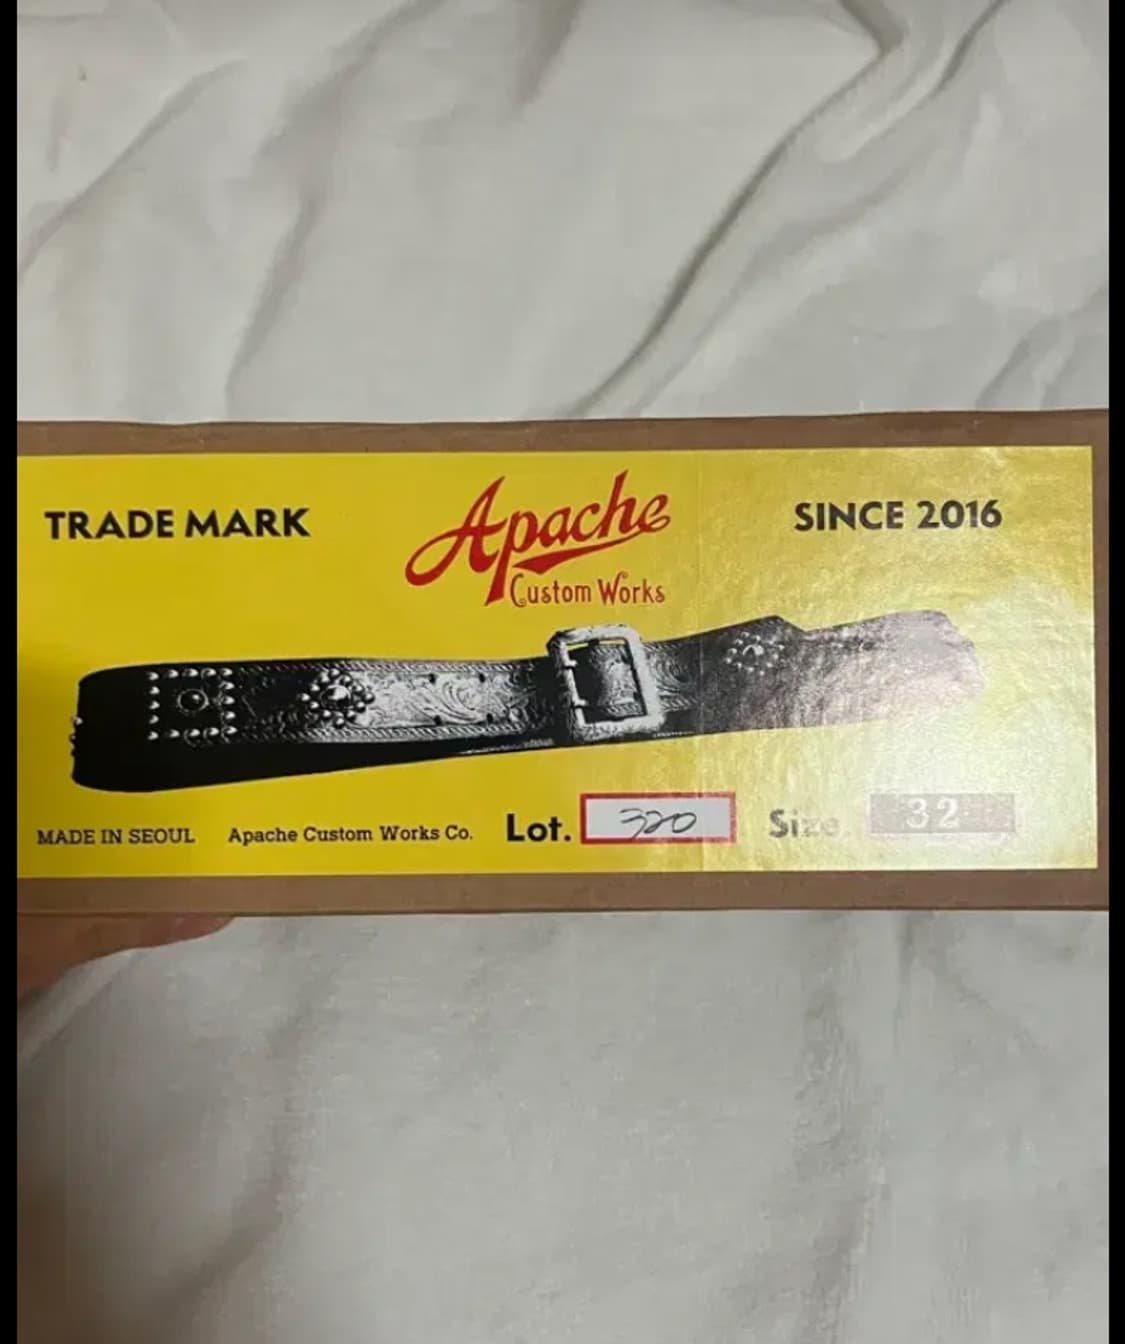 TRADE MARK
Apache
Custom Works
SINCE 2016
MADE IN SEOUL
Apache Custom Works Co.
Lot. 320
Size 32